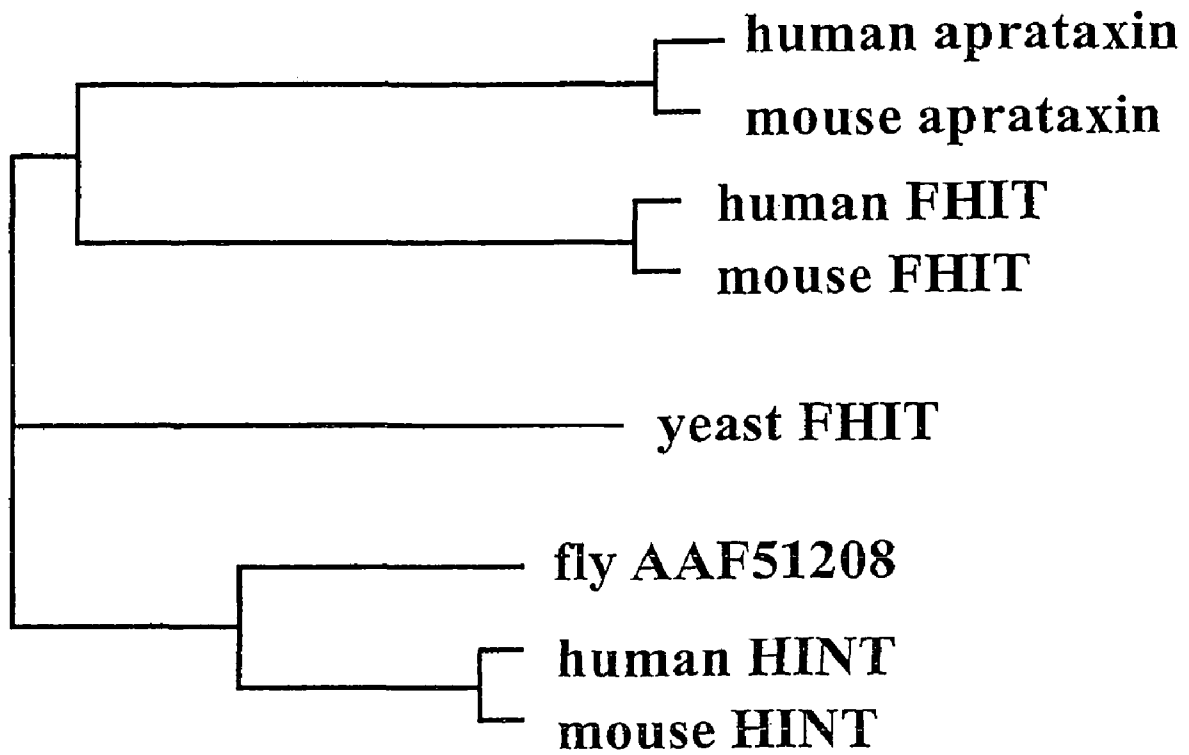 human aprataxin
mouse aprataxin
human FHIT
mouse FHIT
yeast FHIT
fly AAF51208
human HINT
mouse HINT